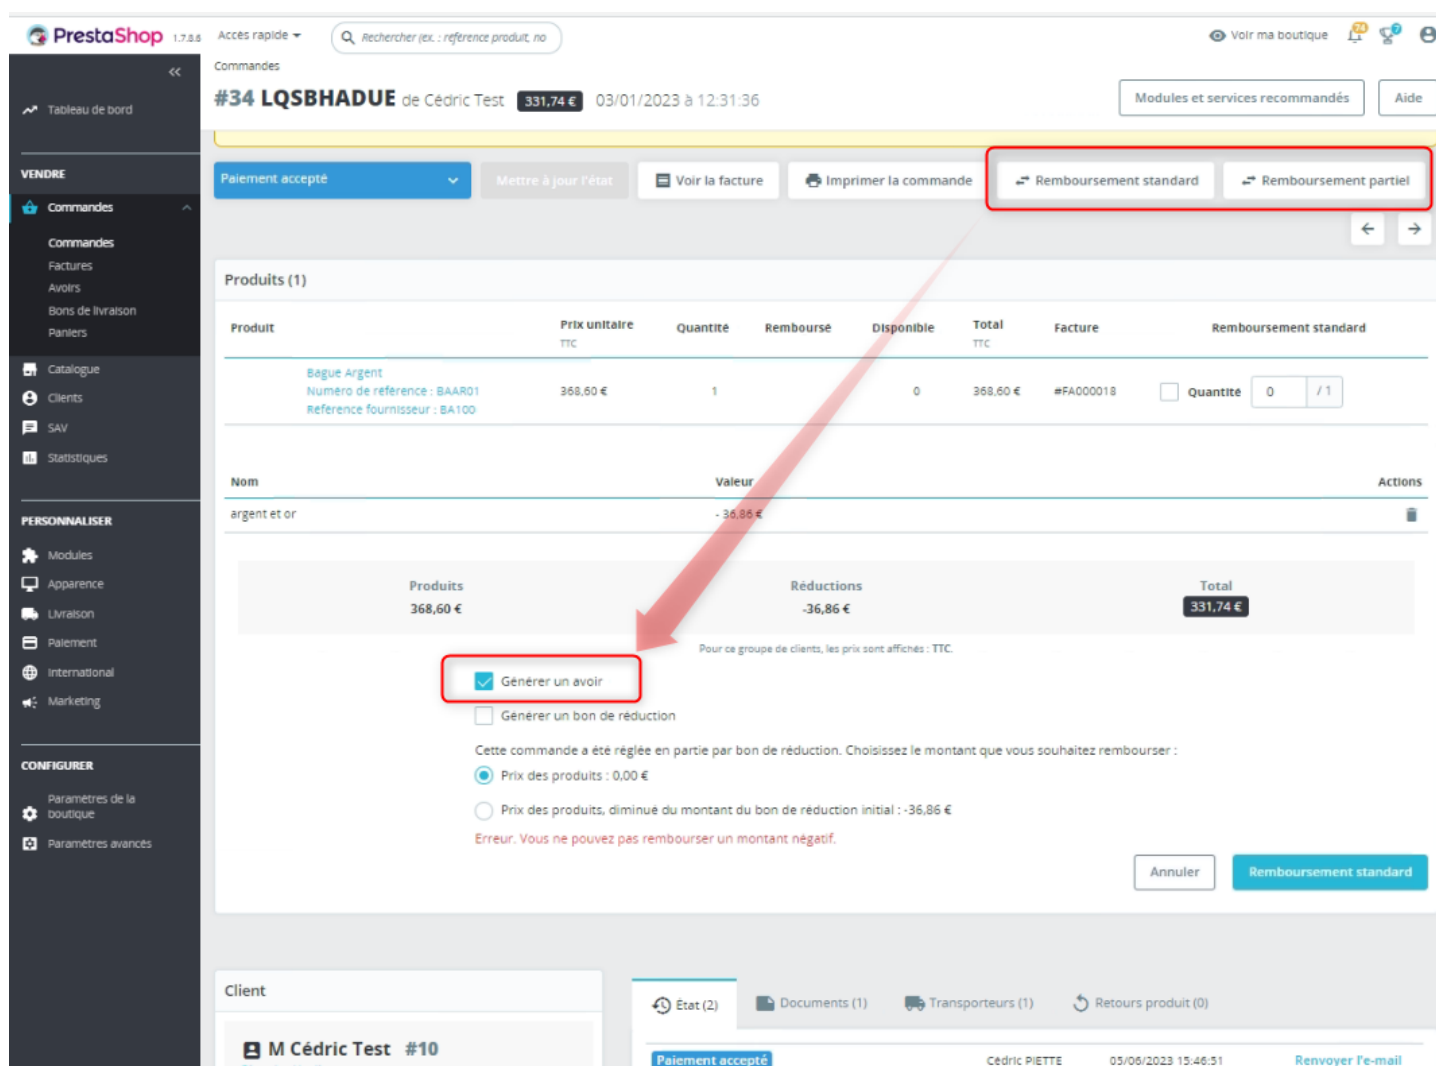 PrestaShop 1.7.8.6 Accès rapide Rechercher (ex. : référence produit, no Voir ma boutique
Commandes
#34 LQSBHADUE de Cédric Test 331,74 € 03/01/2023 à 12:31:36 Modules et services recommandés Aide
Tableau de bord
VENDRE
Commandes
Commandes
Factures
Avoirs
Bons de livraison
Paniers
Catalogue
Clients
SAV
Statistiques
PERSONNALISER
Modules
Apparence
Livraison
Paiement
International
Marketing
CONFIGURER
Paramètres de la
boutique
Paramètres avancés
Paiement accepté Mettre à jour l'état Voir la facture Imprimer la commande Remboursement standard Remboursement partiel
Produits (1)
Produit Prix unitaire Quantité Remboursé Disponible Total Facture Remboursement standard
TTC TTC
Bague Argent
Numéro de référence : BAAR01 368,60 € 1 0 368,60 € #FA000018 Quantité 0 / 1
Référence fournisseur : BA100
Nom Valeur Actions
argent et or - 36,86 €
Produits Réductions Total
368,60 € -36,86 € 331,74 €
Pour ce groupe de clients, les prix sont affichés : TTC.
Générer un avoir
Générer un bon de réduction
Cette commande a été réglée en partie par bon de réduction. Choisissez le montant que vous souhaitez rembourser :
Prix des produits : 0,00 €
Prix des produits, diminué du montant du bon de réduction initial : -36,86 €
Erreur. Vous ne pouvez pas rembourser un montant négatif.
Annuler Remboursement standard
Client
État (2) Documents (1) Transporteurs (1) Retours produit (0)
M Cédric Test #10
Paiement accepté Cédric PIETTE 05/06/2023 15:46:51 Renvoyer l'e-mail